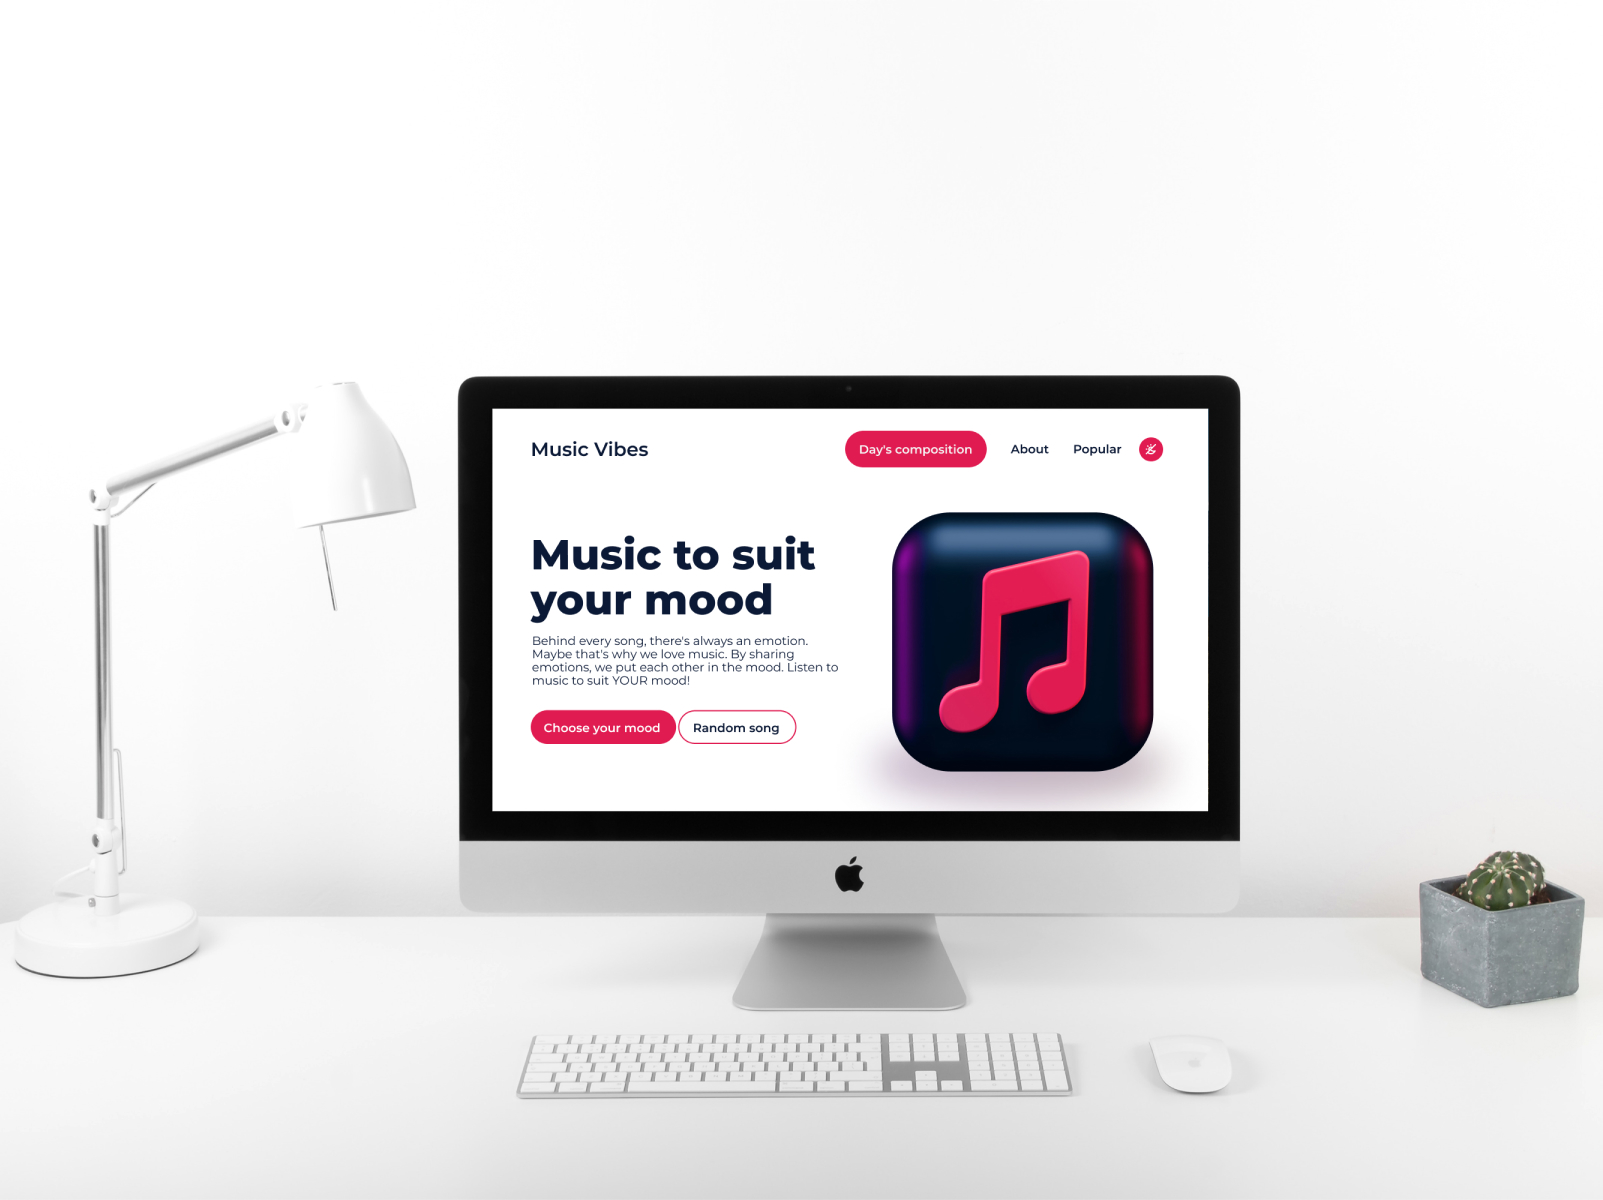 Music Vibes
Day's composition
About
Popular
Music to suit
your mood
Behind every song, there's always an emotion.
Maybe that's why we love music. By sharing
emotions, we put each other in the mood. Listen to
music to suit YOUR mood!
Choose your mood
Random song